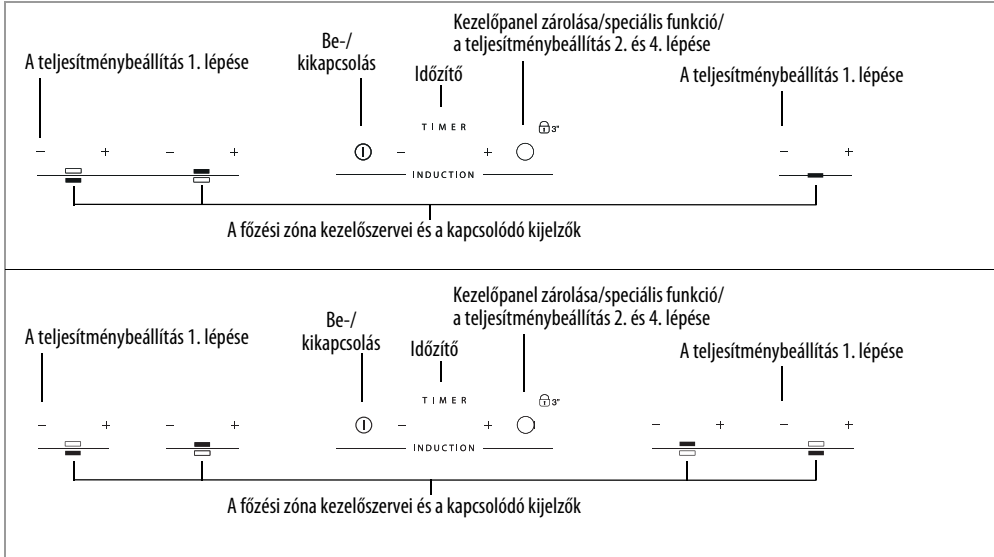 Kezelőpanel zárolása/speciális funkció/
a teljesítménybeállítás 2. és 4. lépése
Be-/
kikapcsolás
A teljesítménybeállítás 1. lépése
Időzítő
A teljesítménybeállítás 1. lépése
TIMER
3"
− + − + − + − +
INDUCTION
A főzési zóna kezelőszervei és a kapcsolódó kijelzők
Kezelőpanel zárolása/speciális funkció/
a teljesítménybeállítás 2. és 4. lépése
Be-/
kikapcsolás
A teljesítménybeállítás 1. lépése
Időzítő
A teljesítménybeállítás 1. lépése
TIMER
3"
− + − + − + − + − +
INDUCTION
A főzési zóna kezelőszervei és a kapcsolódó kijelzők